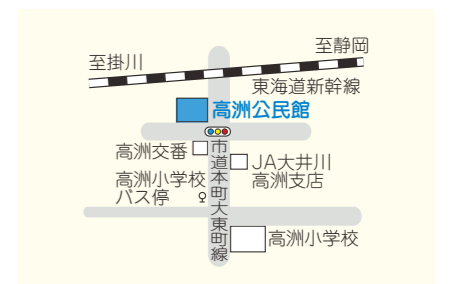 至静岡
至掛川
東海道新幹線
高洲公民館
高洲交番
市道本町大東町線
JA大井川
高洲支店
高洲小学校
バス停
高洲小学校